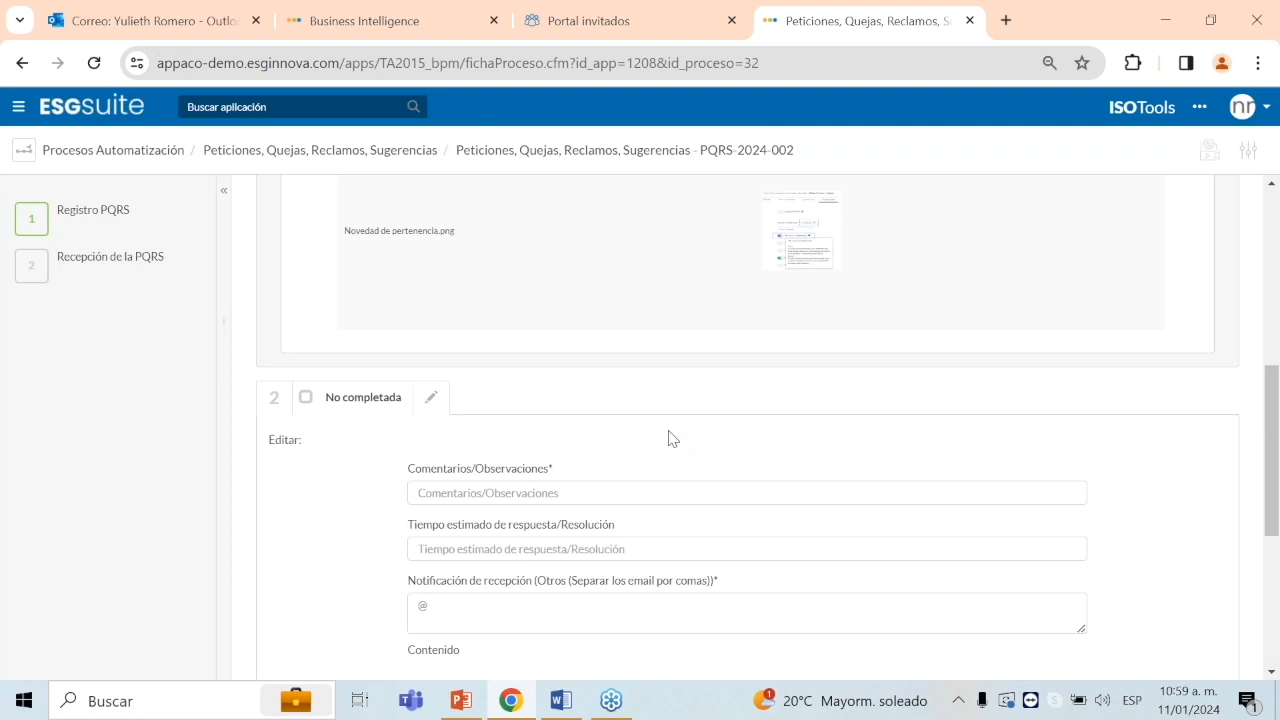 Correo: Yulieth Romero - Outlo
Business Intelligence
Portal invitados
Peticiones, Quejas, Reclamos, S
appaco-demo.esginnova.com/apps/TA2015_bpm/fichaProceso.cfm?id_app=1208&id_proceso=32
ESGSUITE
Buscar aplicación
ISOTools
nr
Procesos Automatización / Peticiones, Quejas, Reclamos, Sugerencias / Peticiones, Quejas, Reclamos, Sugerencias - PQRS-2024-002
«
1 Registro PQRS
2 Recopilación PQRS
Novedad de pertenencia.png
2 No completada
Editar:
Comentarios/Observaciones*
Comentarios/Observaciones
Tiempo estimado de respuesta/Resolución
Tiempo estimado de respuesta/Resolución
Notificación de recepción (Otros (Separar los email por comas))*
@
Contenido
Buscar
1
20°C Mayorm. soleado
ESP
10:59 a. m.
11/01/2024
1